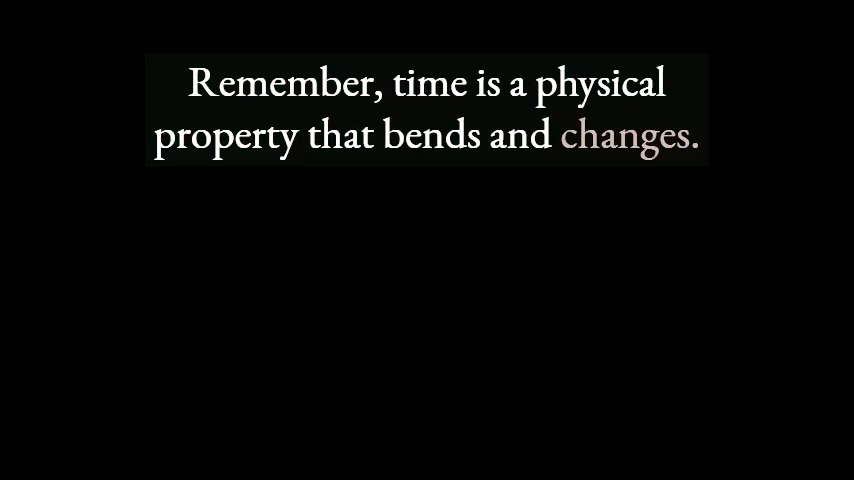 Remember, time is a physical
property that bends and changes.